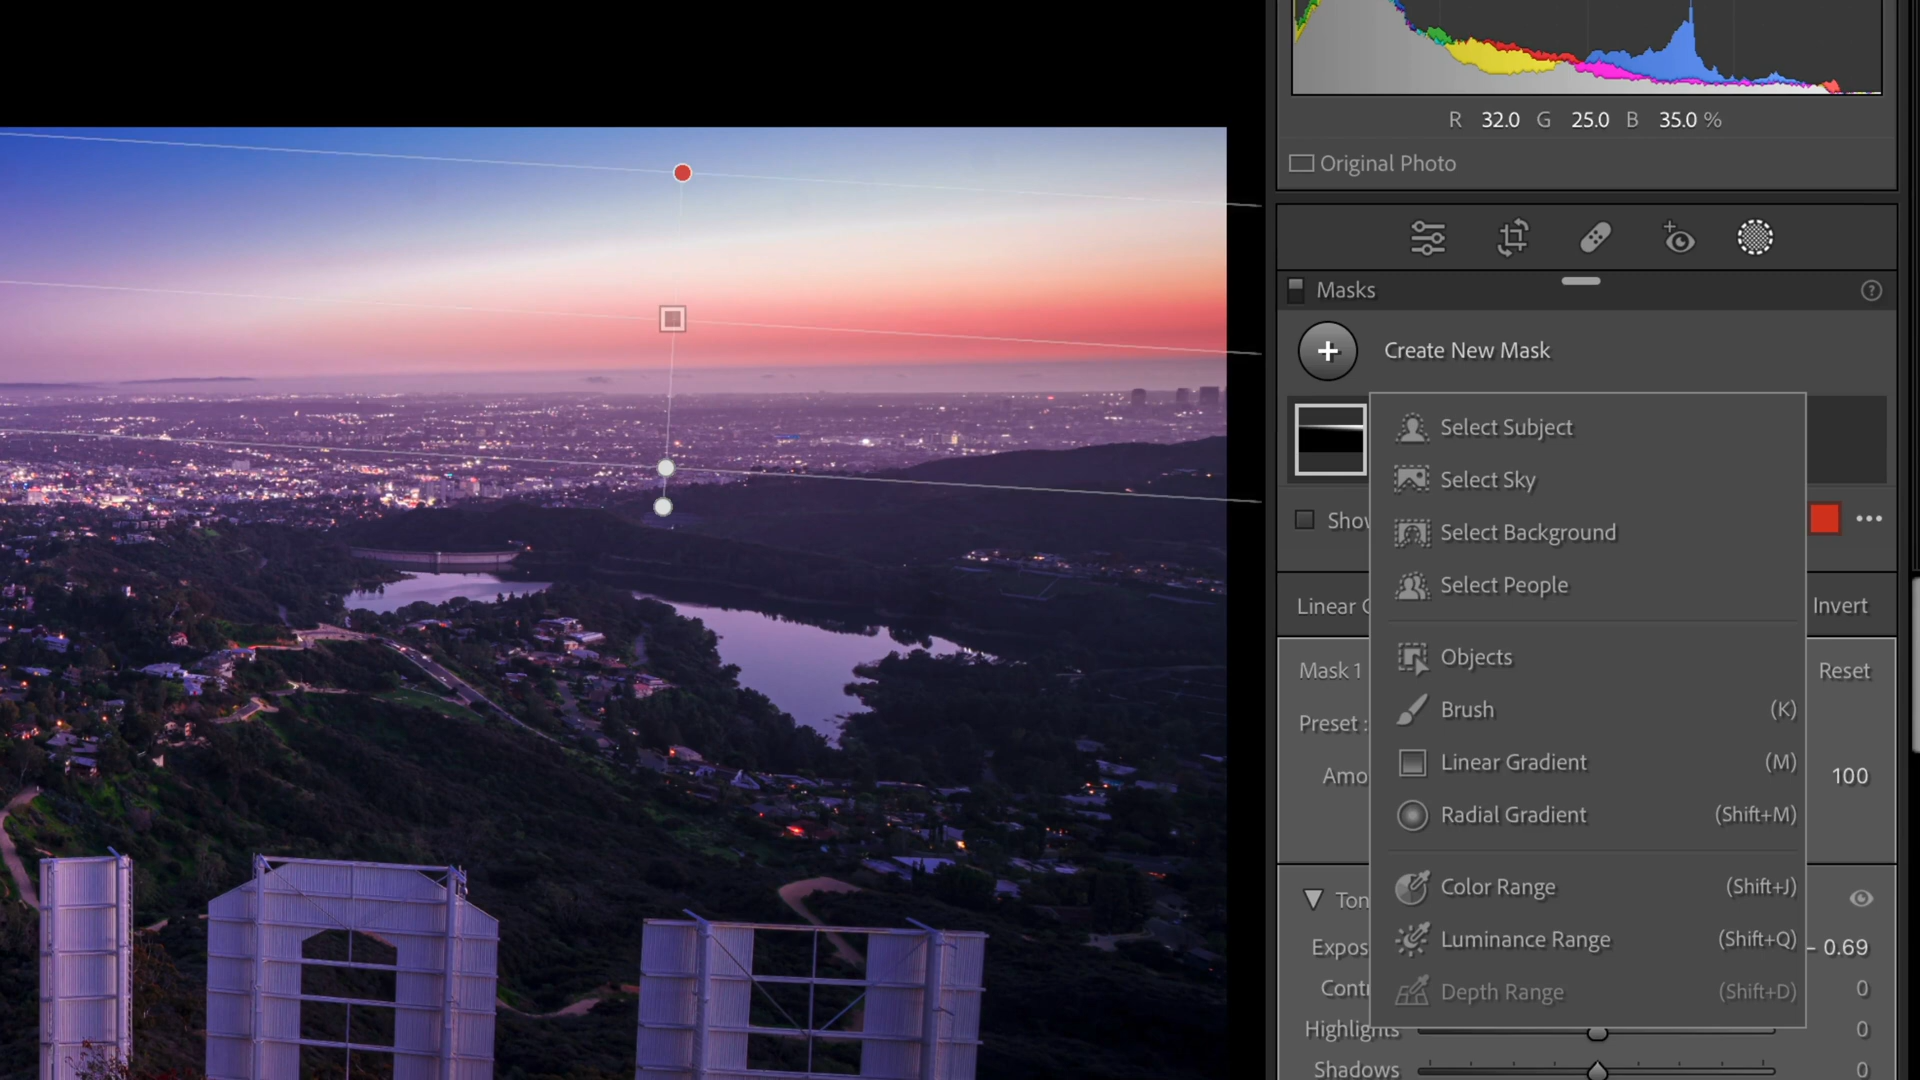 R 32.0 G 25.0 B 35.0 %
Original Photo
Masks
Create New Mask
Select Subject
Select Sky
Select Background
Select People
Objects
Brush (K)
Linear Gradient (M)
Radial Gradient (Shift+M)
Color Range (Shift+J)
Luminance Range (Shift+Q)
Depth Range (Shift+D)
Linear
Invert
Mask 1
Reset
Preset :
100
- 0.69
0
Highlights 0
Shadows 0